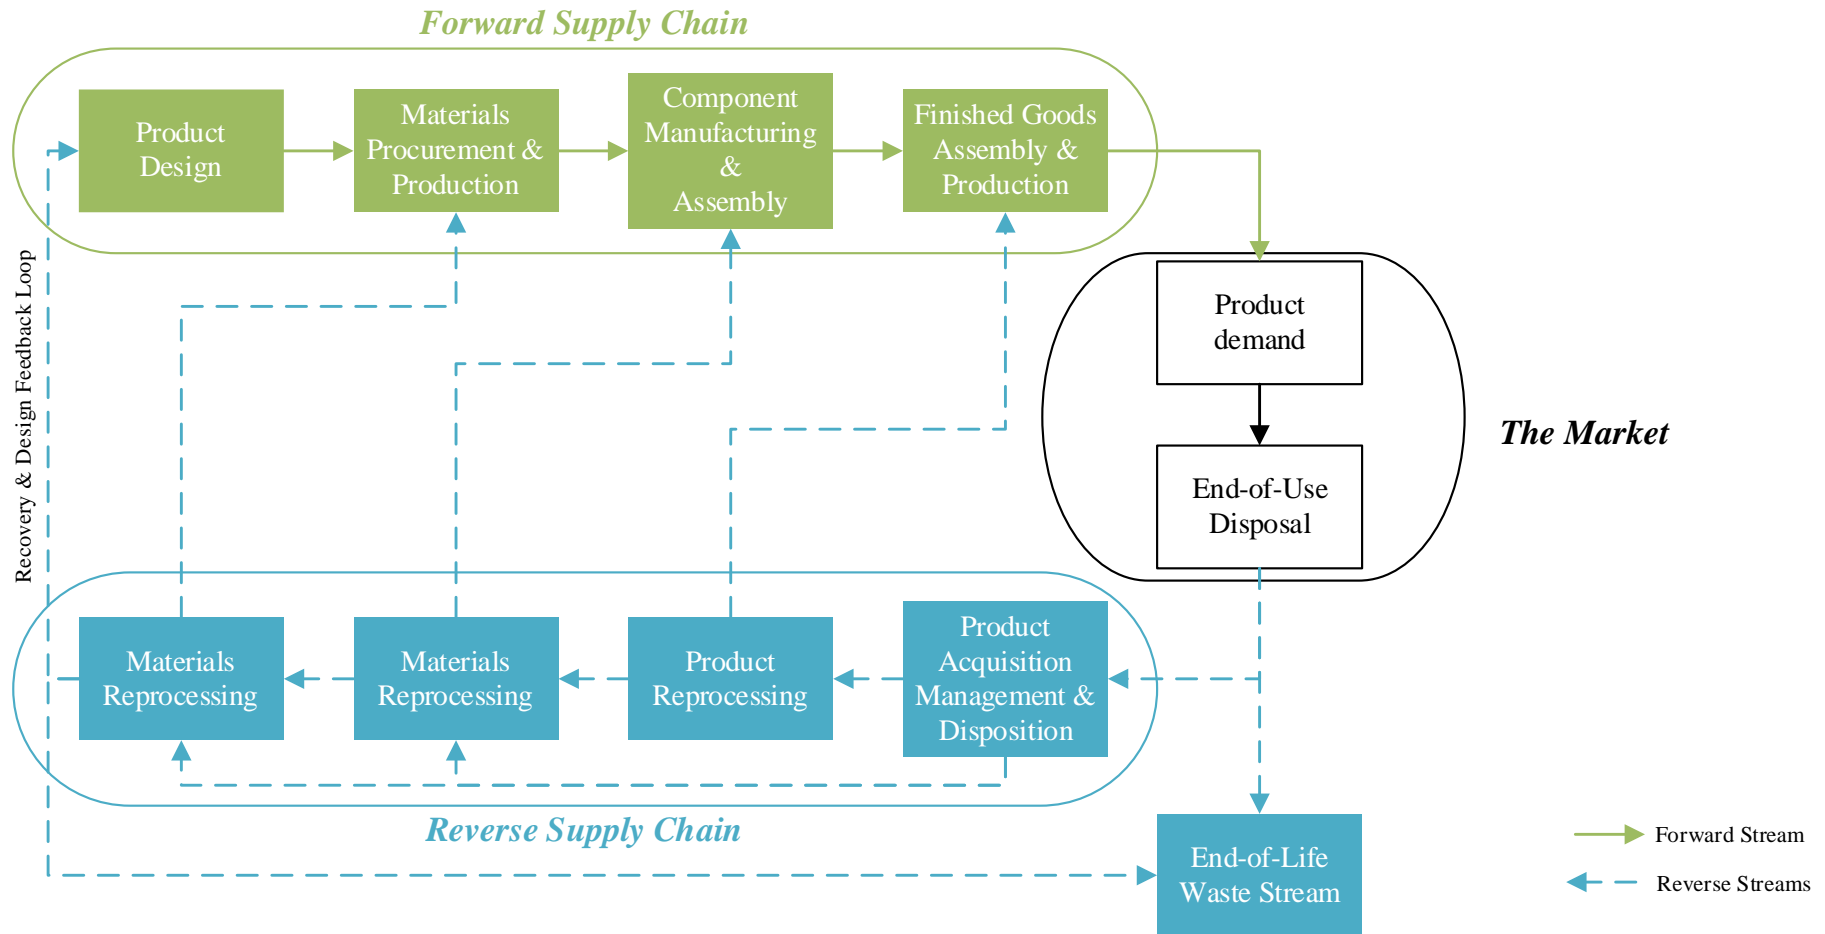 Forward Supply Chain
Product
Design
Materials
Procurement &
Production
Component
Manufacturing
&
Assembly
Finished Goods
Assembly &
Production
Recovery & Design Feedback Loop
Product
demand
End-of-Use
Disposal
The Market
Materials
Reprocessing
Materials
Reprocessing
Product
Reprocessing
Product
Acquisition
Management &
Disposition
Reverse Supply Chain
End-of-Life
Waste Stream
Forward Stream
Reverse Streams